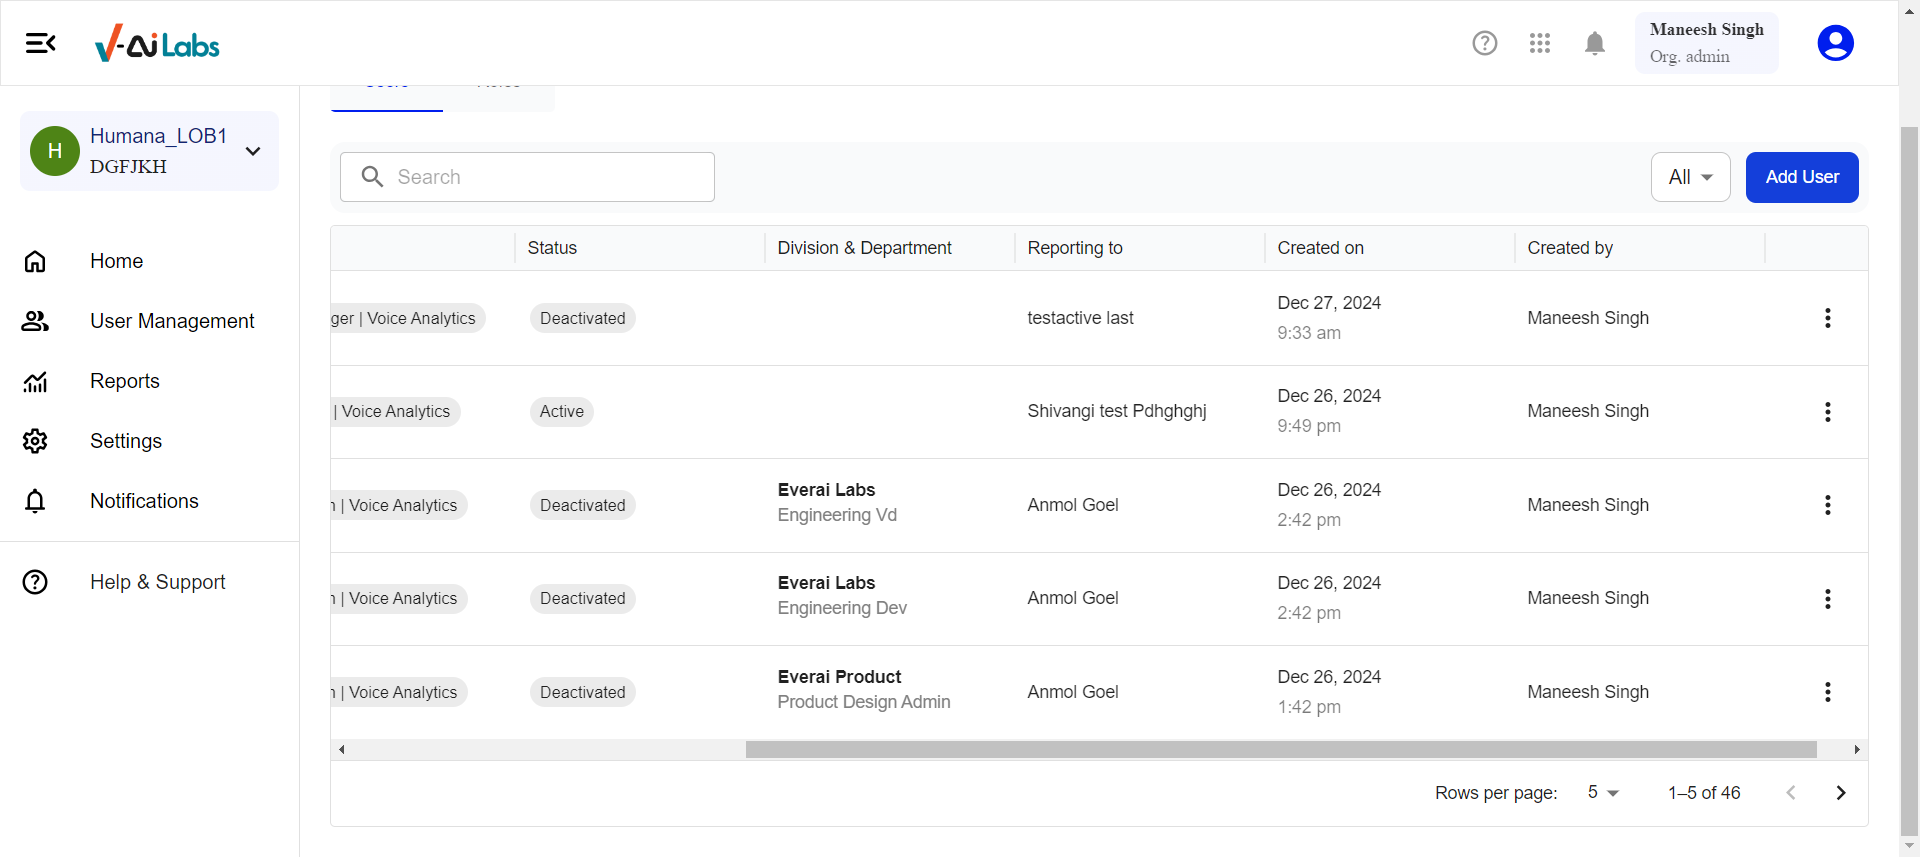 V-Ai Labs
Maneesh Singh
Org. admin
Users Roles
H
Humana_LOB1
DGFJKH
Home
User Management
Reports
Settings
Notifications
Help & Support
Search
All
Add User
Status Division & Department Reporting to Created on Created by
ger | Voice Analytics Deactivated testactive last Dec 27, 2024 Maneesh Singh
9:33 am
| Voice Analytics Active Shivangi test Pdhghghj Dec 26, 2024 Maneesh Singh
9:49 pm
| Voice Analytics Deactivated Everai Labs Anmol Goel Dec 26, 2024 Maneesh Singh
Engineering Vd 2:42 pm
| Voice Analytics Deactivated Everai Labs Anmol Goel Dec 26, 2024 Maneesh Singh
Engineering Dev 2:42 pm
| Voice Analytics Deactivated Everai Product Anmol Goel Dec 26, 2024 Maneesh Singh
Product Design Admin 1:42 pm
Rows per page: 5 1–5 of 46